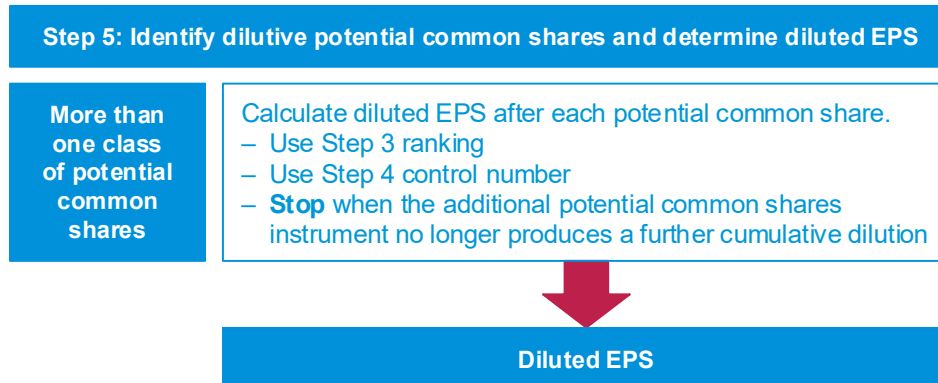 Step 5: Identify dilutive potential common shares and determine diluted EPS
More than
one class
of potential
common
shares
Calculate diluted EPS after each potential common share.
– Use Step 3 ranking
– Use Step 4 control number
– Stop when the additional potential common shares
instrument no longer produces a further cumulative dilution
Diluted EPS